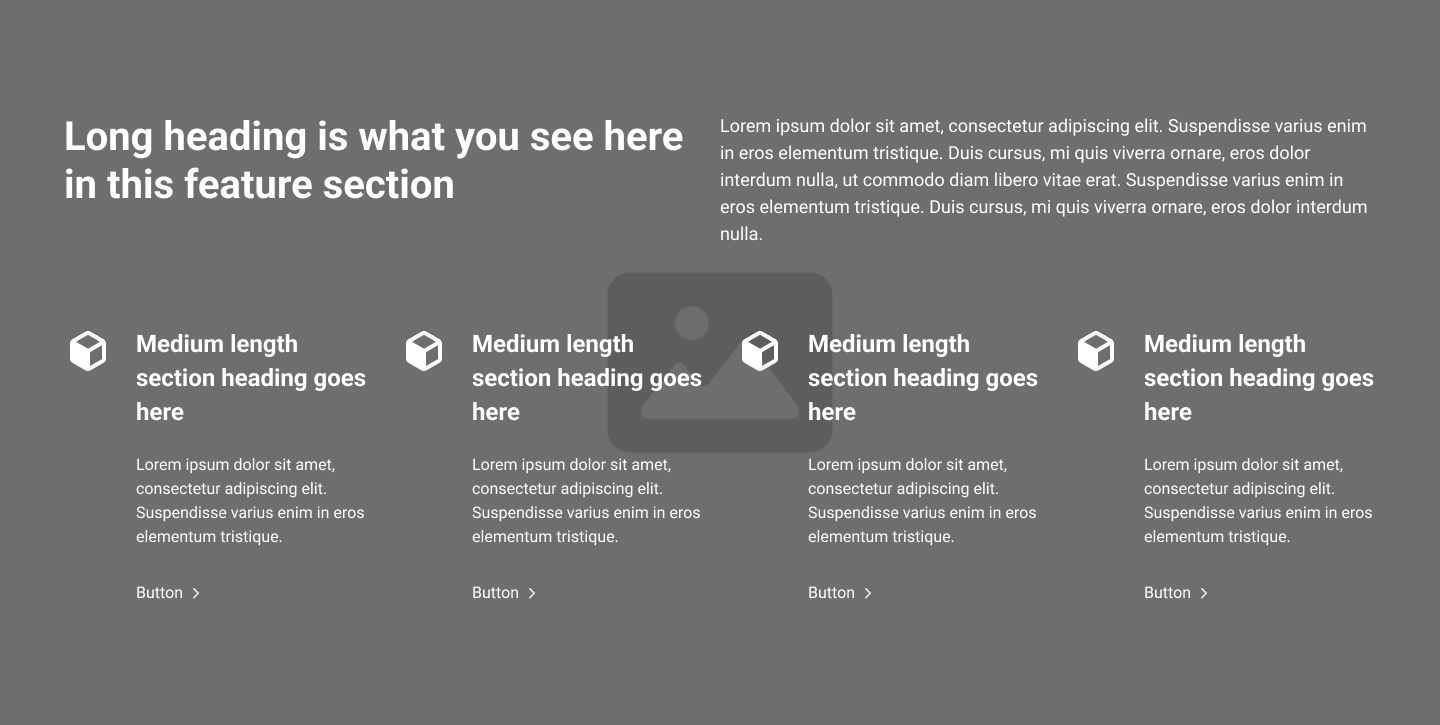 Long heading is what you see here
in this feature section
Lorem ipsum dolor sit amet, consectetur adipiscing elit. Suspendisse varius enim
in eros elementum tristique. Duis cursus, mi quis viverra ornare, eros dolor
interdum nulla, ut commodo diam libero vitae erat. Suspendisse varius enim in
eros elementum tristique. Duis cursus, mi quis viverra ornare, eros dolor interdum
nulla.
Medium length
section heading goes
here
Lorem ipsum dolor sit amet,
consectetur adipiscing elit.
Suspendisse varius enim in eros
elementum tristique.
Button
Medium length
section heading goes
here
Lorem ipsum dolor sit amet,
consectetur adipiscing elit.
Suspendisse varius enim in eros
elementum tristique.
Button
Medium length
section heading goes
here
Lorem ipsum dolor sit amet,
consectetur adipiscing elit.
Suspendisse varius enim in eros
elementum tristique.
Button
Medium length
section heading goes
here
Lorem ipsum dolor sit amet,
consectetur adipiscing elit.
Suspendisse varius enim in eros
elementum tristique.
Button